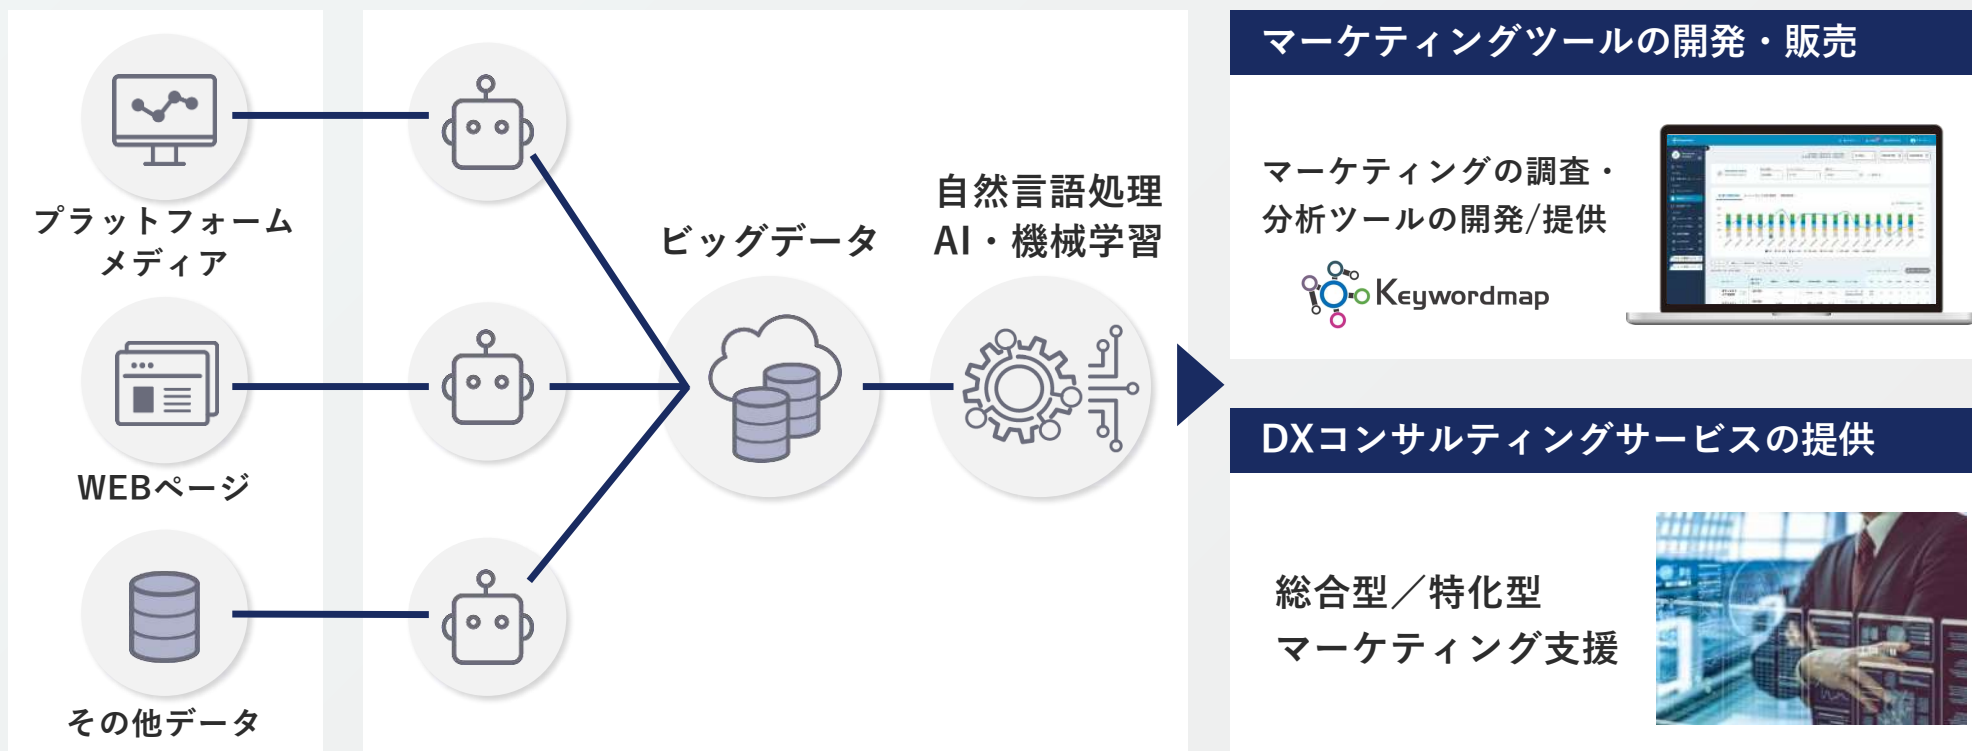 プラットフォーム
メディア
WEBページ
その他データ
ビッグデータ
自然言語処理
AI・機械学習
マーケティングツールの開発・販売
マーケティングの調査・
分析ツールの開発/提供
Keywordmap
DXコンサルティングサービスの提供
総合型／特化型
マーケティング支援